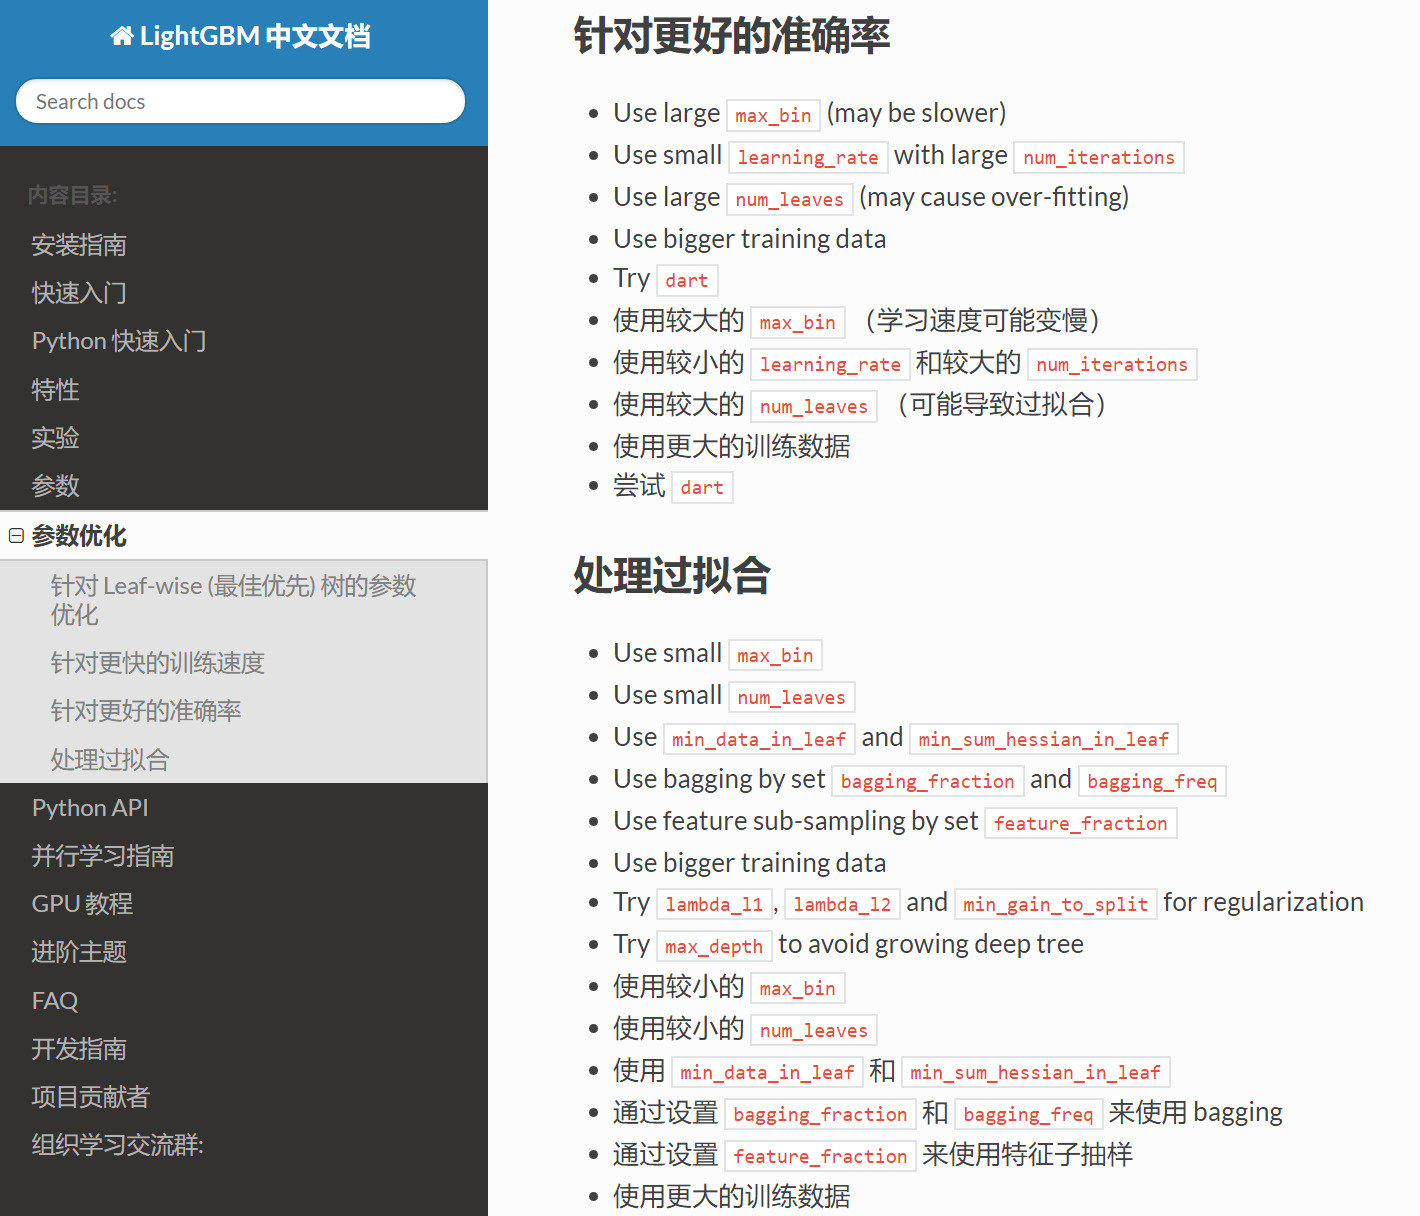 LightGBM 中文文档
Search docs
内容目录:
安装指南
快速入门
Python 快速入门
特性
实验
参数
参数优化
针对 Leaf-wise (最佳优先) 树的参数
优化
针对更快的训练速度
针对更好的准确率
处理过拟合
Python API
并行学习指南
GPU 教程
进阶主题
FAQ
开发指南
项目贡献者
组织学习交流群:
针对更好的准确率
Use large max_bin (may be slower)
Use small learning_rate with large num_iterations
Use large num_leaves (may cause over-fitting)
Use bigger training data
Try dart
使用较大的 max_bin （学习速度可能变慢）
使用较小的 learning_rate 和较大的 num_iterations
使用较大的 num_leaves （可能导致过拟合）
使用更大的训练数据
尝试 dart
处理过拟合
Use small max_bin
Use small num_leaves
Use min_data_in_leaf and min_sum_hessian_in_leaf
Use bagging by set bagging_fraction and bagging_freq
Use feature sub-sampling by set feature_fraction
Use bigger training data
Try lambda_l1, lambda_l2 and min_gain_to_split for regularization
Try max_depth to avoid growing deep tree
使用较小的 max_bin
使用较小的 num_leaves
使用 min_data_in_leaf 和 min_sum_hessian_in_leaf
通过设置 bagging_fraction 和 bagging_freq 来使用 bagging
通过设置 feature_fraction 来使用特征子抽样
使用更大的训练数据